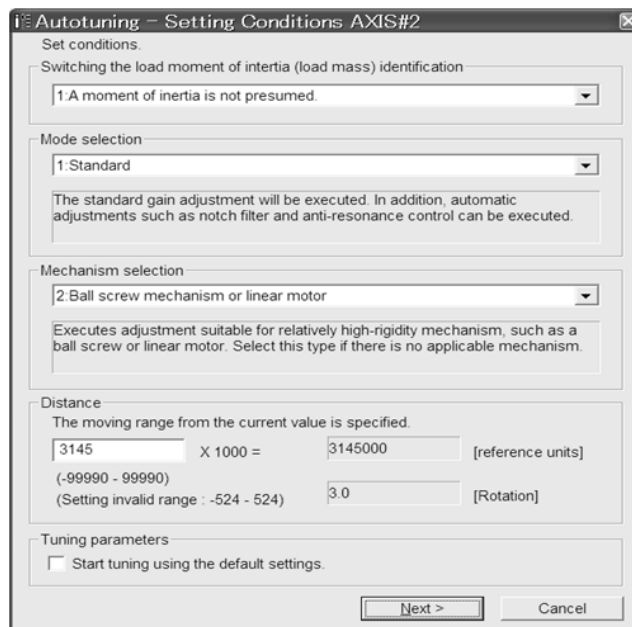 Autotuning - Setting Conditions AXIS#2
Set conditions.
Switching the load moment of inertia (load mass) identification
1:A moment of inertia is not presumed.
Mode selection
1:Standard
The standard gain adjustment will be executed. In addition, automatic
adjustments such as notch filter and anti-resonance control can be executed.
Mechanism selection
2:Ball screw mechanism or linear motor
Executes adjustment suitable for relatively high-rigidity mechanism, such as a
ball screw or linear motor. Select this type if there is no applicable mechanism.
Distance
The moving range from the current value is specified.
3145 X 1000 = 3145000 [reference units]
(-99990 - 99990)
(Setting invalid range : -524 - 524) 3.0 [Rotation]
Tuning parameters
Start tuning using the default settings.
Next > Cancel